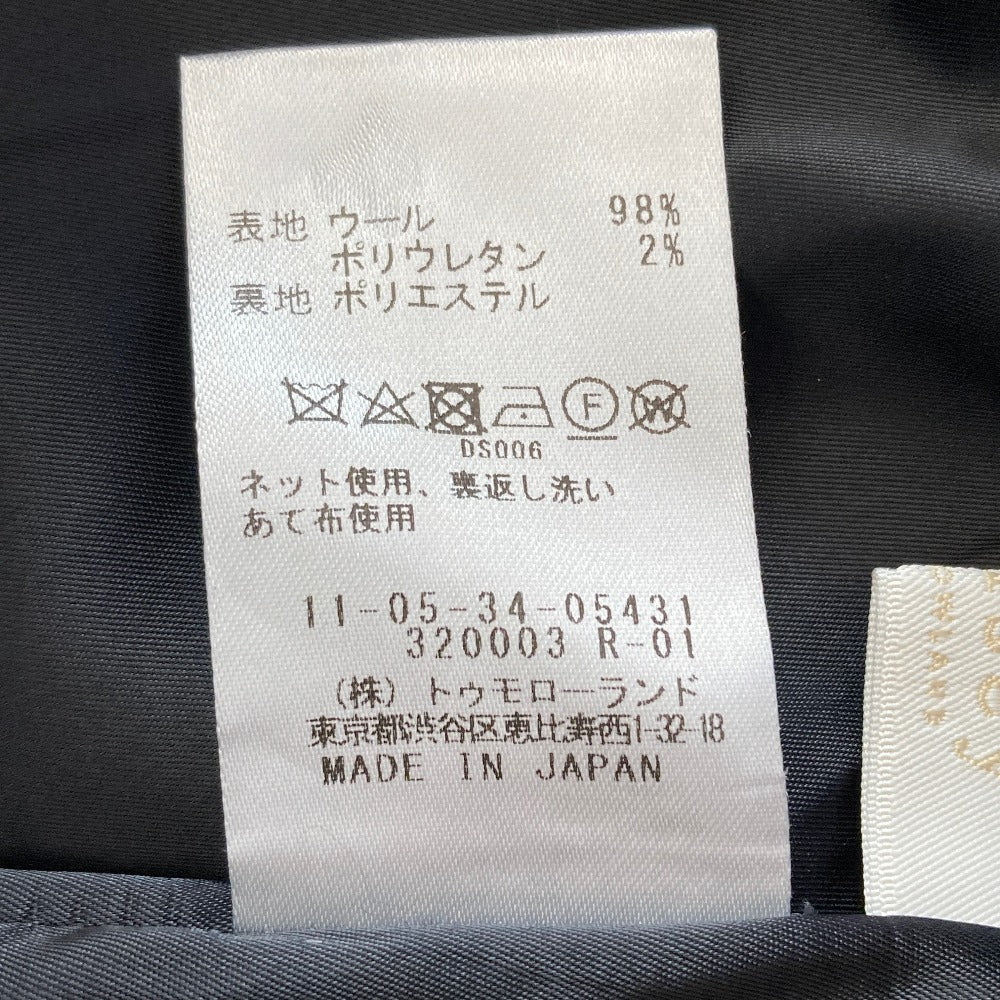 表地 ウール 98%
ポリウレタン 2%
裏地 ポリエステル
F
W
DS006
ネット使用、裏返し洗い
あて布使用
11-05-34-05431
320003 R-01
(株) トゥモローランド
東京都渋谷区恵比寿西1-32-18
MADE IN JAPAN